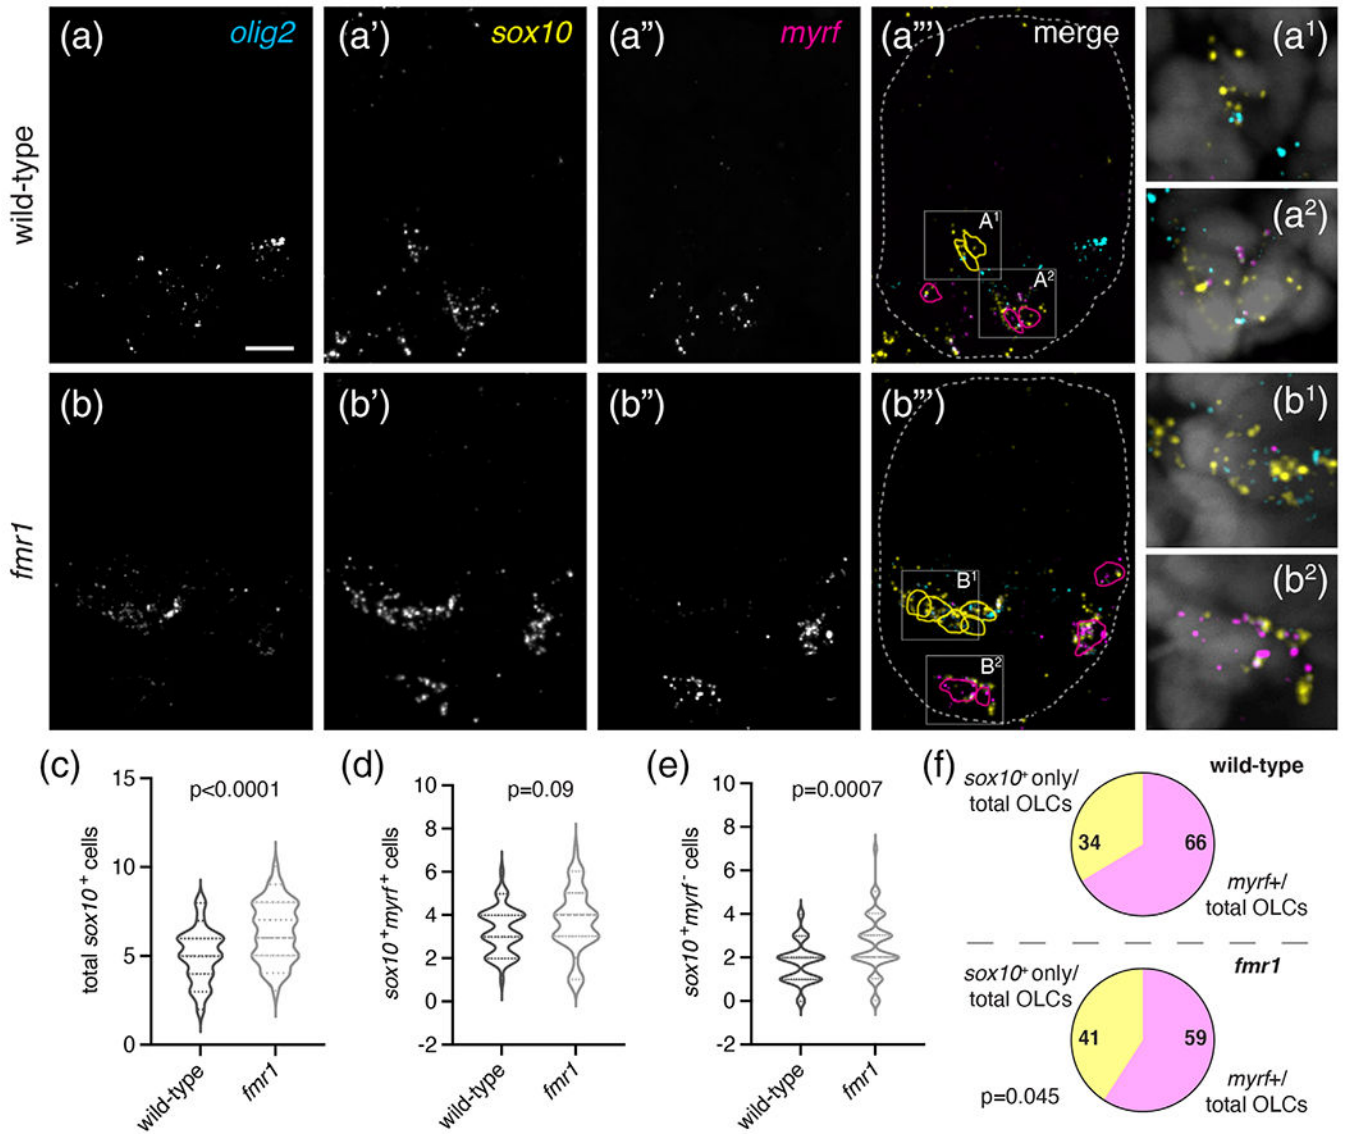 (a) olig2
(a') sox10
(a") myrf
(a"') merge
(a¹)
A¹
A²
(a²)
wild-type
(b)
(b')
(b")
(b"')
(b¹)
B¹
B²
(b²)
fmr1
(c)
15
10
5
0
total sox10⁺ cells
p<0.0001
wild-type
fmr1
(d)
10
8
6
4
2
0
-2
sox10⁺myrf⁺ cells
p=0.09
wild-type
fmr1
(e)
10
8
6
4
2
0
-2
sox10⁺myrf⁻ cells
p=0.0007
wild-type
fmr1
(f)
wild-type
sox10⁺ only/
total OLCs
34
66
myrf+/
total OLCs
fmr1
sox10⁺ only/
total OLCs
41
59
myrf+/
total OLCs
p=0.045